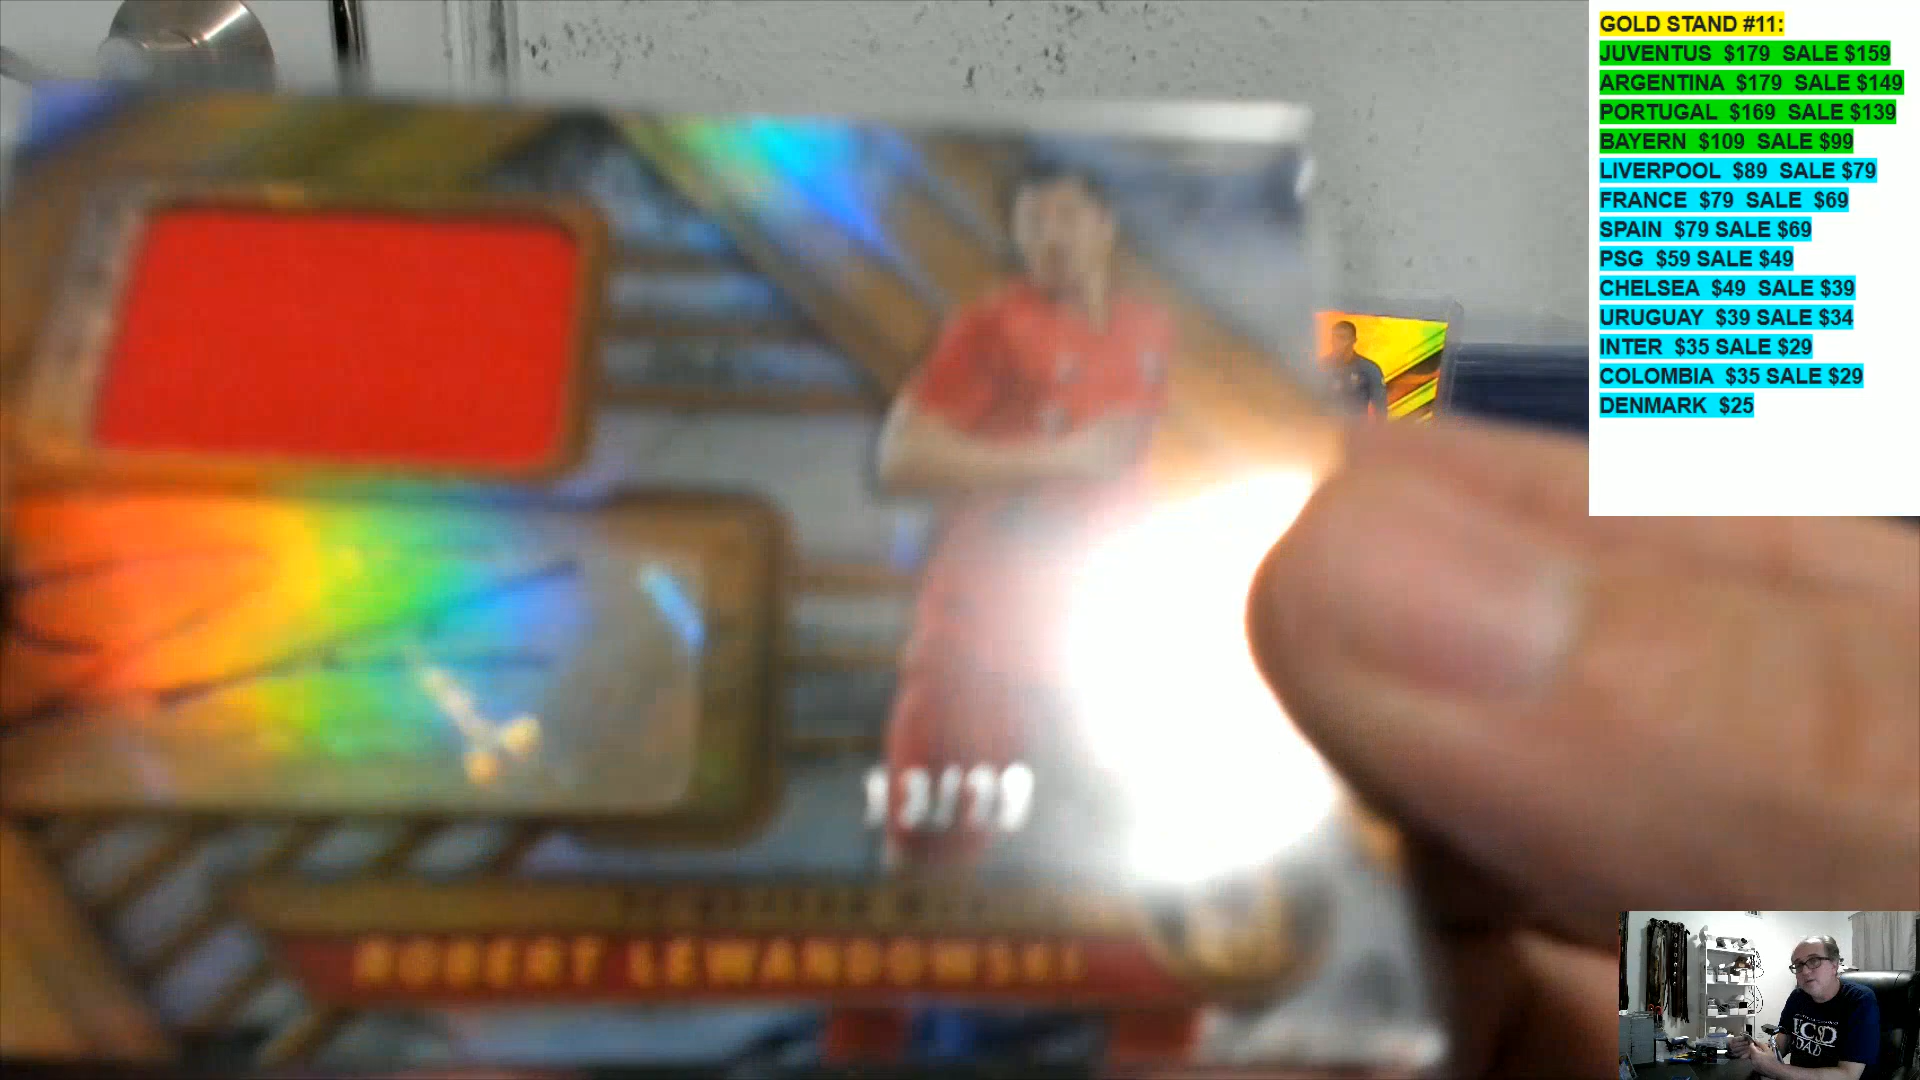 GOLD STAND #11:
JUVENTUS $179 SALE $159
ARGENTINA $179 SALE $149
PORTUGAL $169 SALE $139
BAYERN $109 SALE $99
LIVERPOOL $89 SALE $79
FRANCE $79 SALE $69
SPAIN $79 SALE $69
PSG $59 SALE $49
CHELSEA $49 SALE $39
URUGUAY $39 SALE $34
INTER $35 SALE $29
COLOMBIA $35 SALE $29
DENMARK $25
ROBERT LEWANDOWSKI
DAD